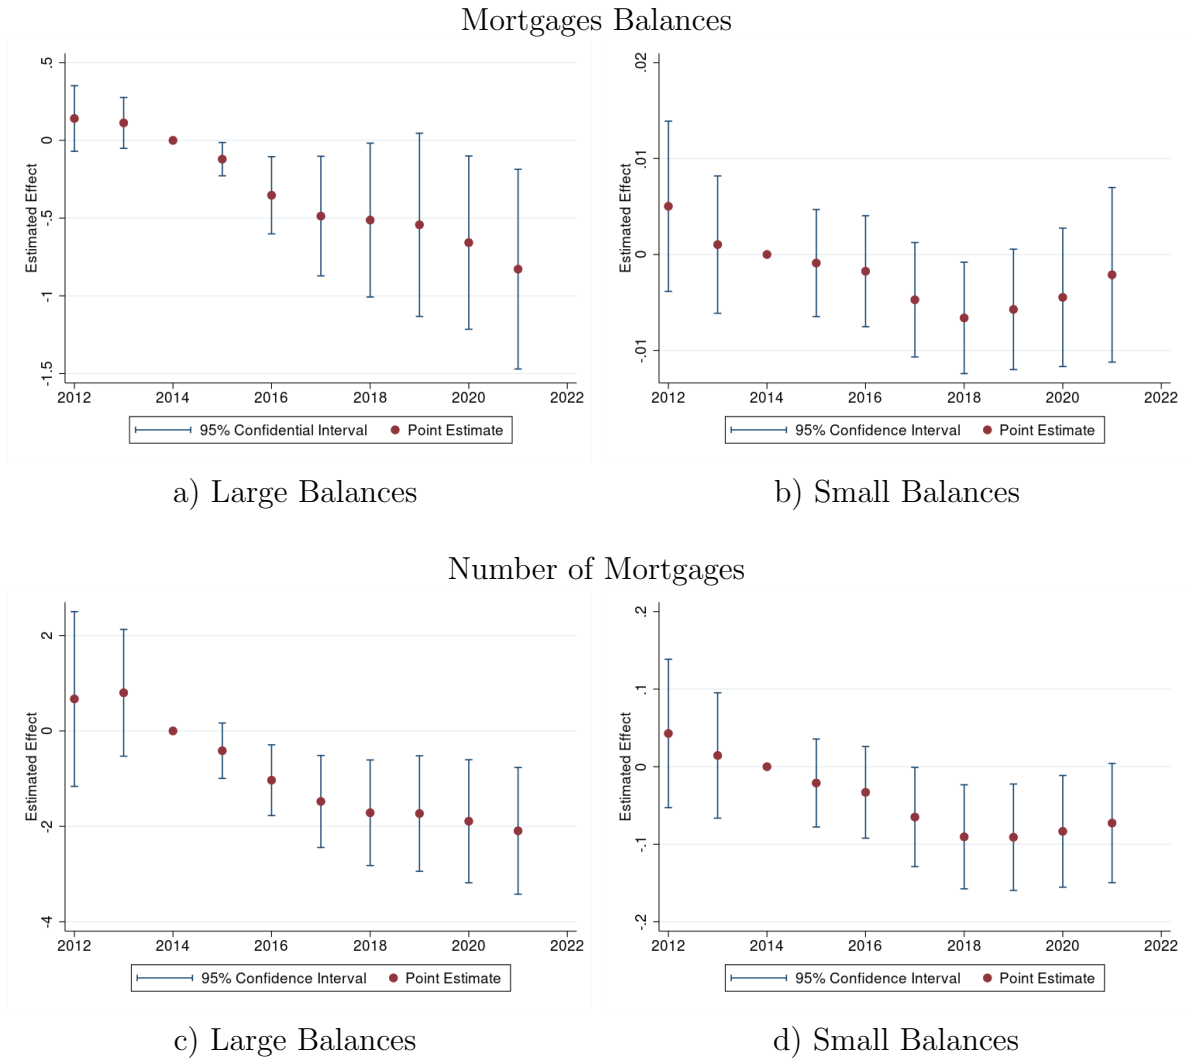 Mortgages Balances
.5
0
-.5
-1
-1.5
Estimated Effect
2012 2014 2016 2018 2020 2022
95% Confidential Interval Point Estimate
a) Large Balances
.02
.01
0
-.01
Estimated Effect
2012 2014 2016 2018 2020 2022
95% Confidence Interval Point Estimate
b) Small Balances
Number of Mortgages
2
0
-2
-4
Estimated Effect
2012 2014 2016 2018 2020 2022
95% Confidence Interval Point Estimate
c) Large Balances
.2
.1
0
-.1
-.2
Estimated Effect
2012 2014 2016 2018 2020 2022
95% Confidence Interval Point Estimate
d) Small Balances